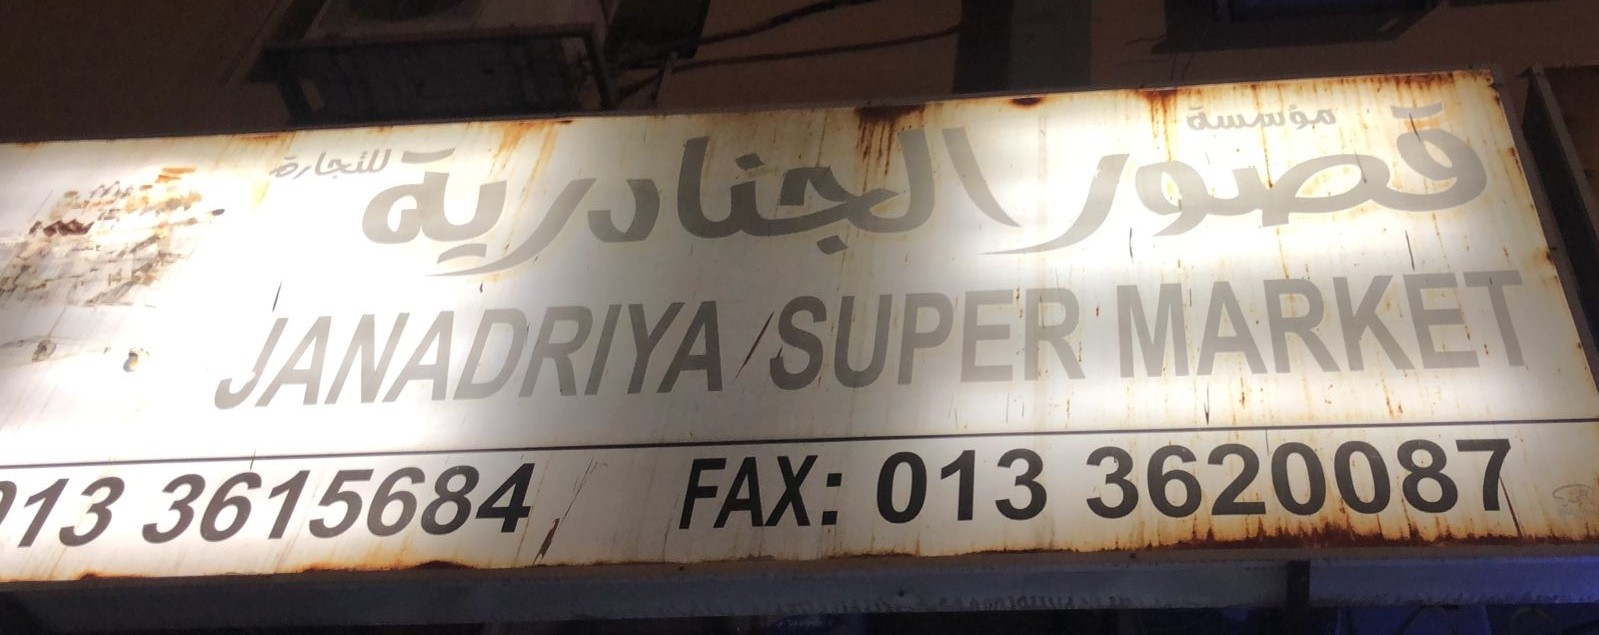 مؤسسة قصور الجنادرية للتجارة
JANADRIYA SUPER MARKET
013 3615684 FAX: 013 3620087